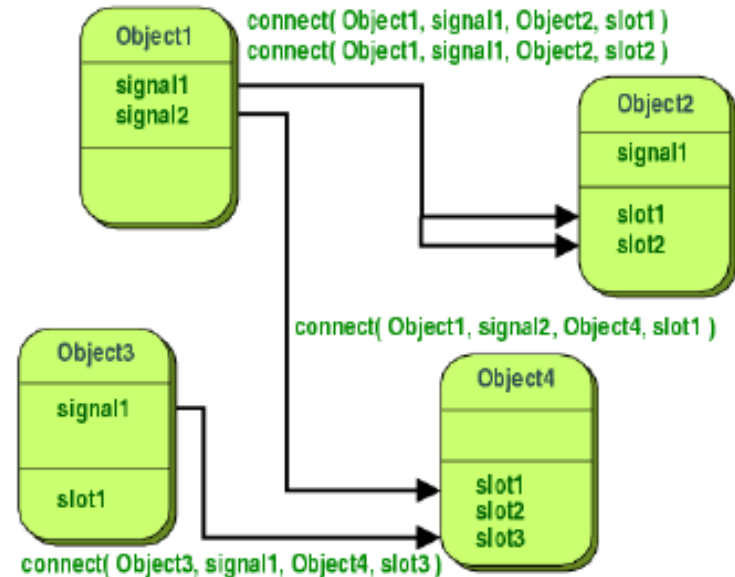 Object1
signal1
signal2
connect( Object1, signal1, Object2, slot1 )
connect( Object1, signal1, Object2, slot2 )
Object2
signal1
slot1
slot2
connect( Object1, signal2, Object4, slot1 )
Object3
signal1
slot1
Object4
slot1
slot2
slot3
connect( Object3, signal1, Object4, slot3 )